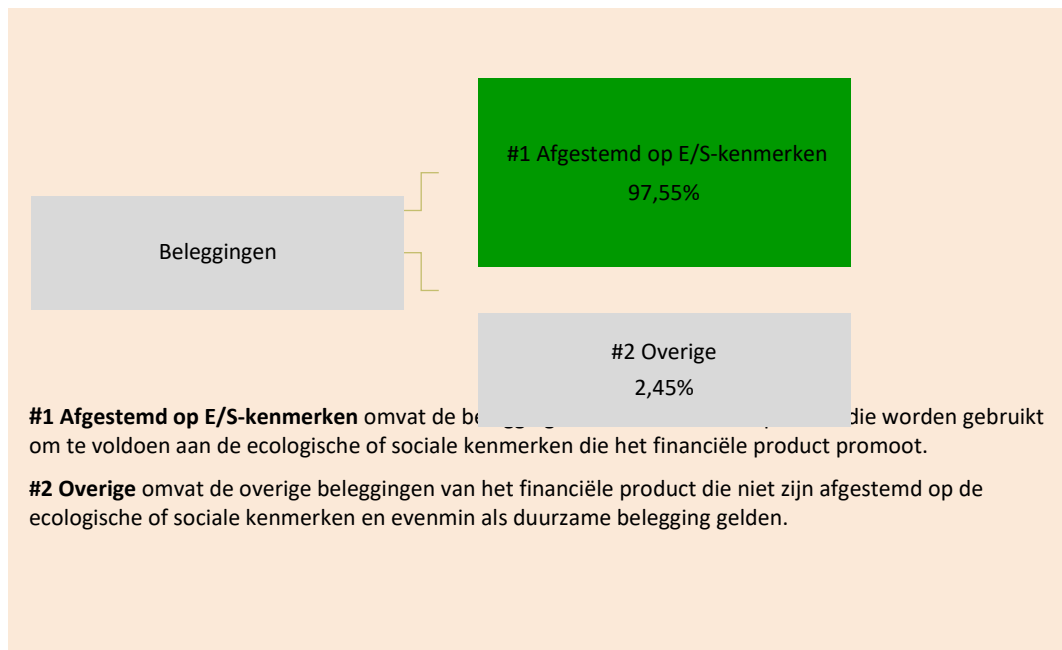 #1 Afgestemd op E/S-kenmerken
97,55%
Beleggingen
#2 Overige
2,45%
#1 Afgestemd op E/S-kenmerken omvat de die worden gebruikt
om te voldoen aan de ecologische of sociale kenmerken die het financiële product promoot.
#2 Overige omvat de overige beleggingen van het financiële product die niet zijn afgestemd op de
ecologische of sociale kenmerken en evenmin als duurzame belegging gelden.